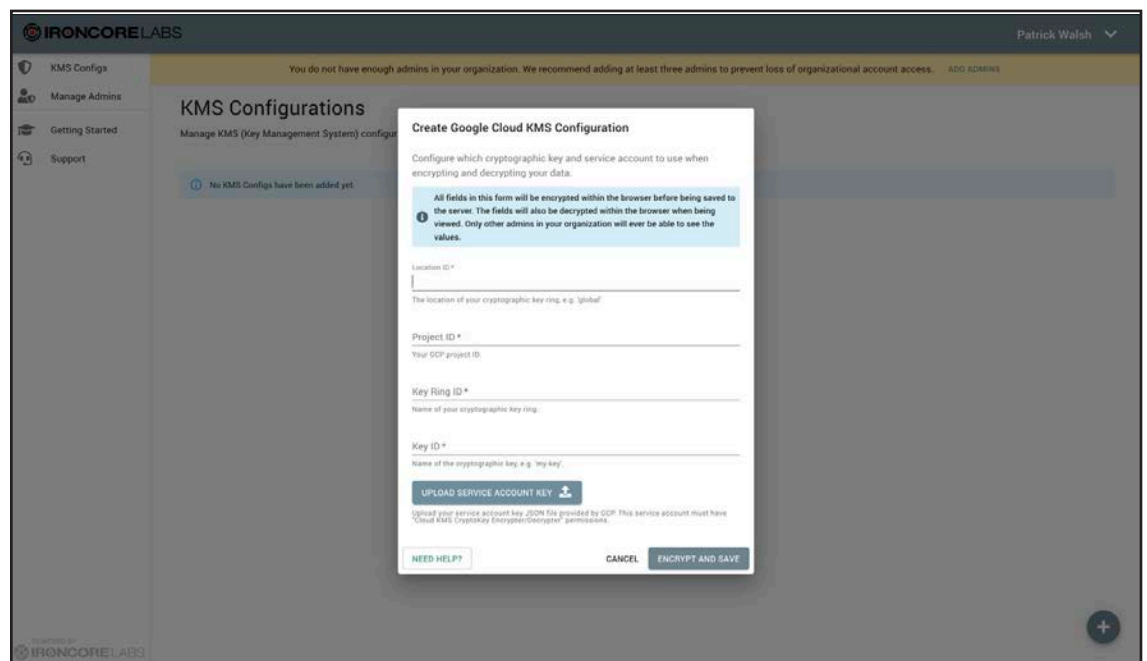 IRONCORELABS
Patrick Walsh
KMS Configs
You do not have enough admins in your organization. We recommend adding at least three admins to prevent loss of organizational account access. ADD ADMINS
Manage Admins
Getting Started
Support
KMS Configurations
Manage KMS (Key Management System) configur
No KMS Configs have been added yet
Create Google Cloud KMS Configuration
Configure which cryptographic key and service account to use when
encrypting and decrypting your data.
All fields in this form will be encrypted within the browser before being saved to
the server. The fields will also be decrypted within the browser when being
viewed. Only other admins in your organization will ever be able to see the
values.
Location ID *
The location of your cryptographic key ring, e.g. 'global'
Project ID *
Your GCP project ID.
Key Ring ID *
Name of your cryptographic key ring.
Key ID *
Name of the cryptographic key, e.g. 'my-key'.
UPLOAD SERVICE ACCOUNT KEY
Upload your service account key JSON file provided by GCP. This service account must have
"Cloud KMS CryptoKey Encrypter/Decrypter" permissions.
NEED HELP?
CANCEL
ENCRYPT AND SAVE
POWERED BY
IRONCORELABS